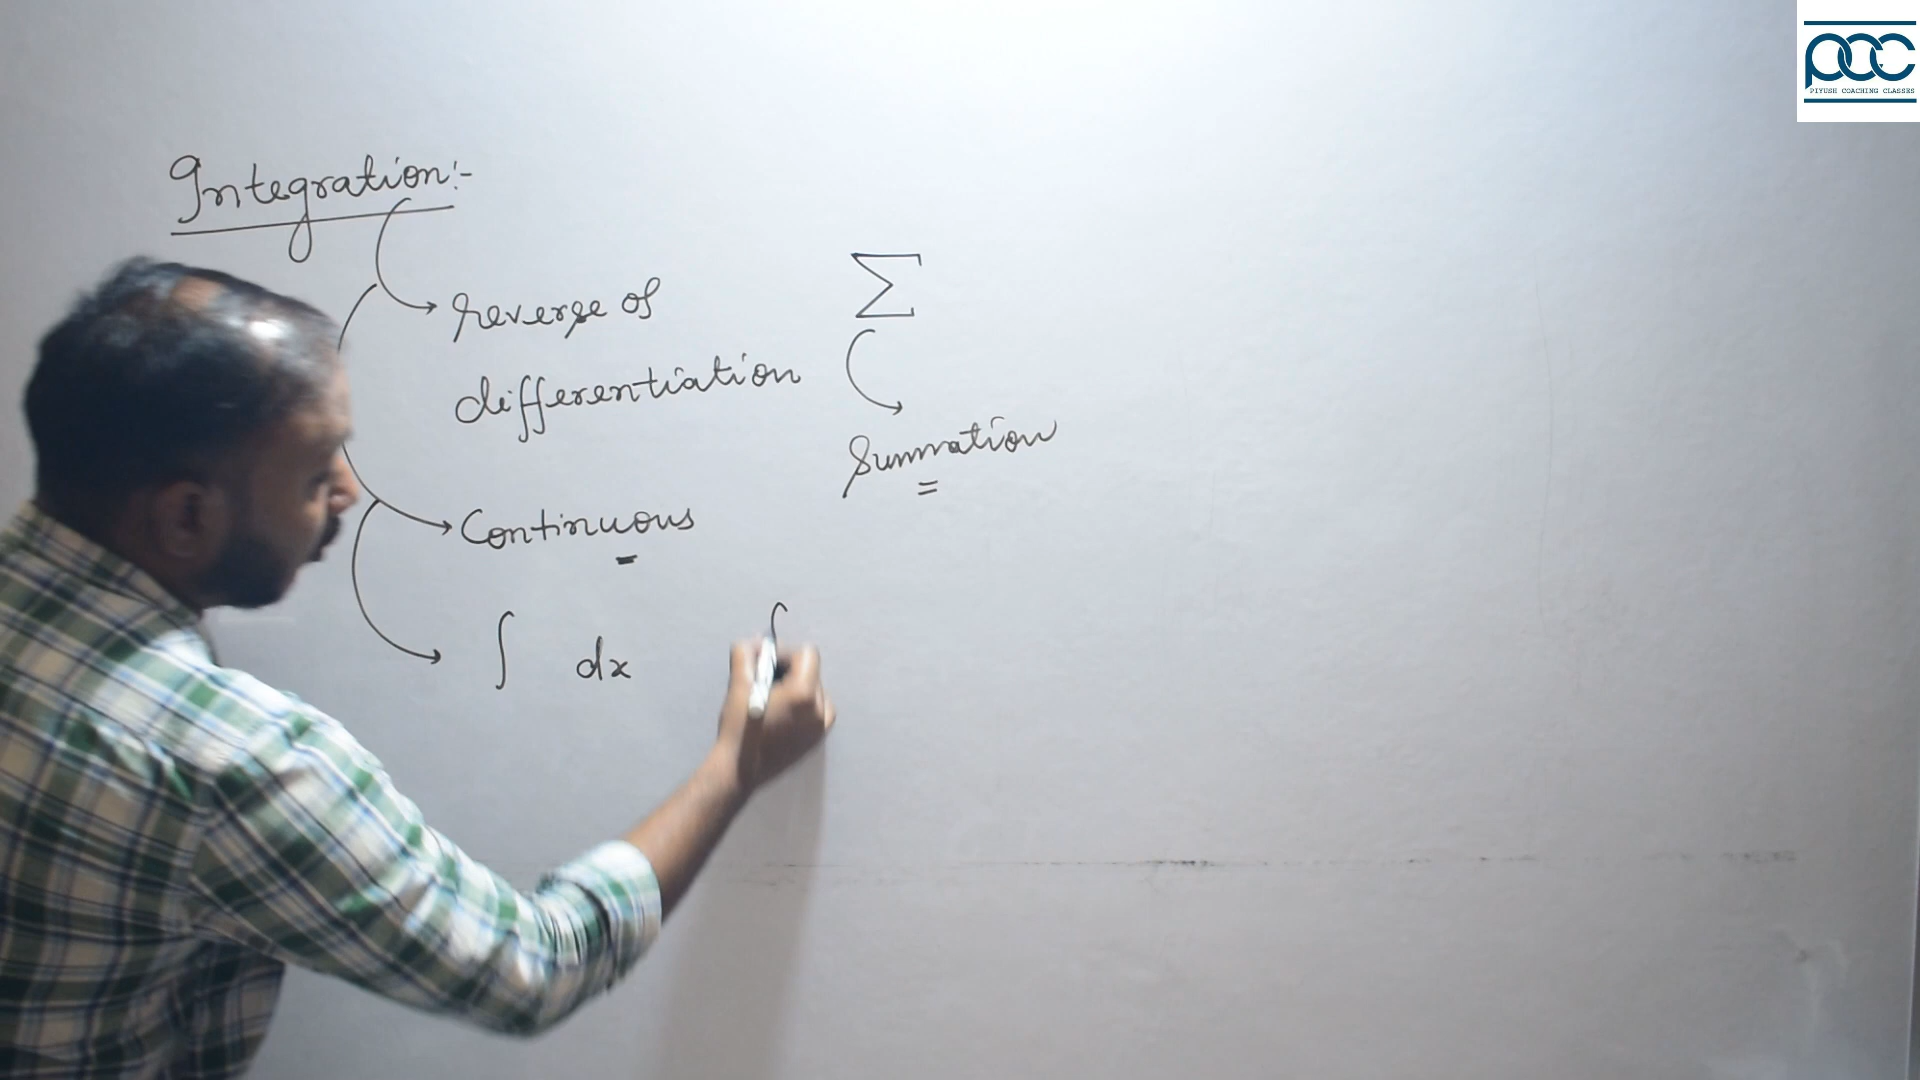 Integration:-
reverse of
differentiation
Σ
Summation
=
Continuous
∫ dx ∫
PCC
PIYUSH COACHING CLASSES